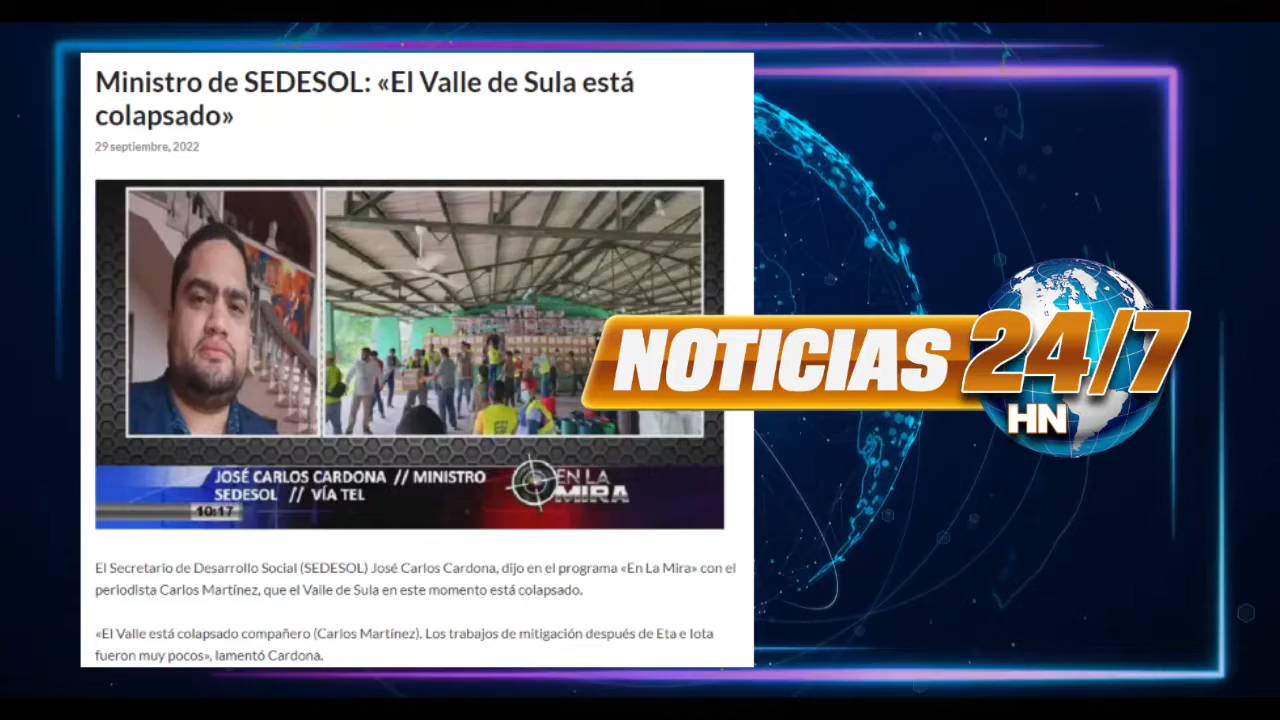 Ministro de SEDESOL: «El Valle de Sula está
colapsado»
29 septiembre, 2022
JOSÉ CARLOS CARDONA // MINISTRO
SEDESOL // VÍA TEL
EN LA
MIRA
10:17
El Secretario de Desarrollo Social (SEDESOL) José Carlos Cardona, dijo en el programa «En La Mira» con el
periodista Carlos Martínez, que el Valle de Sula en este momento está colapsado.
«El Valle está colapsado compañero (Carlos Martínez). Los trabajos de mitigación después de Eta e Iota
fueron muy pocos», lamentó Cardona.
NOTICIAS 24/7
HN